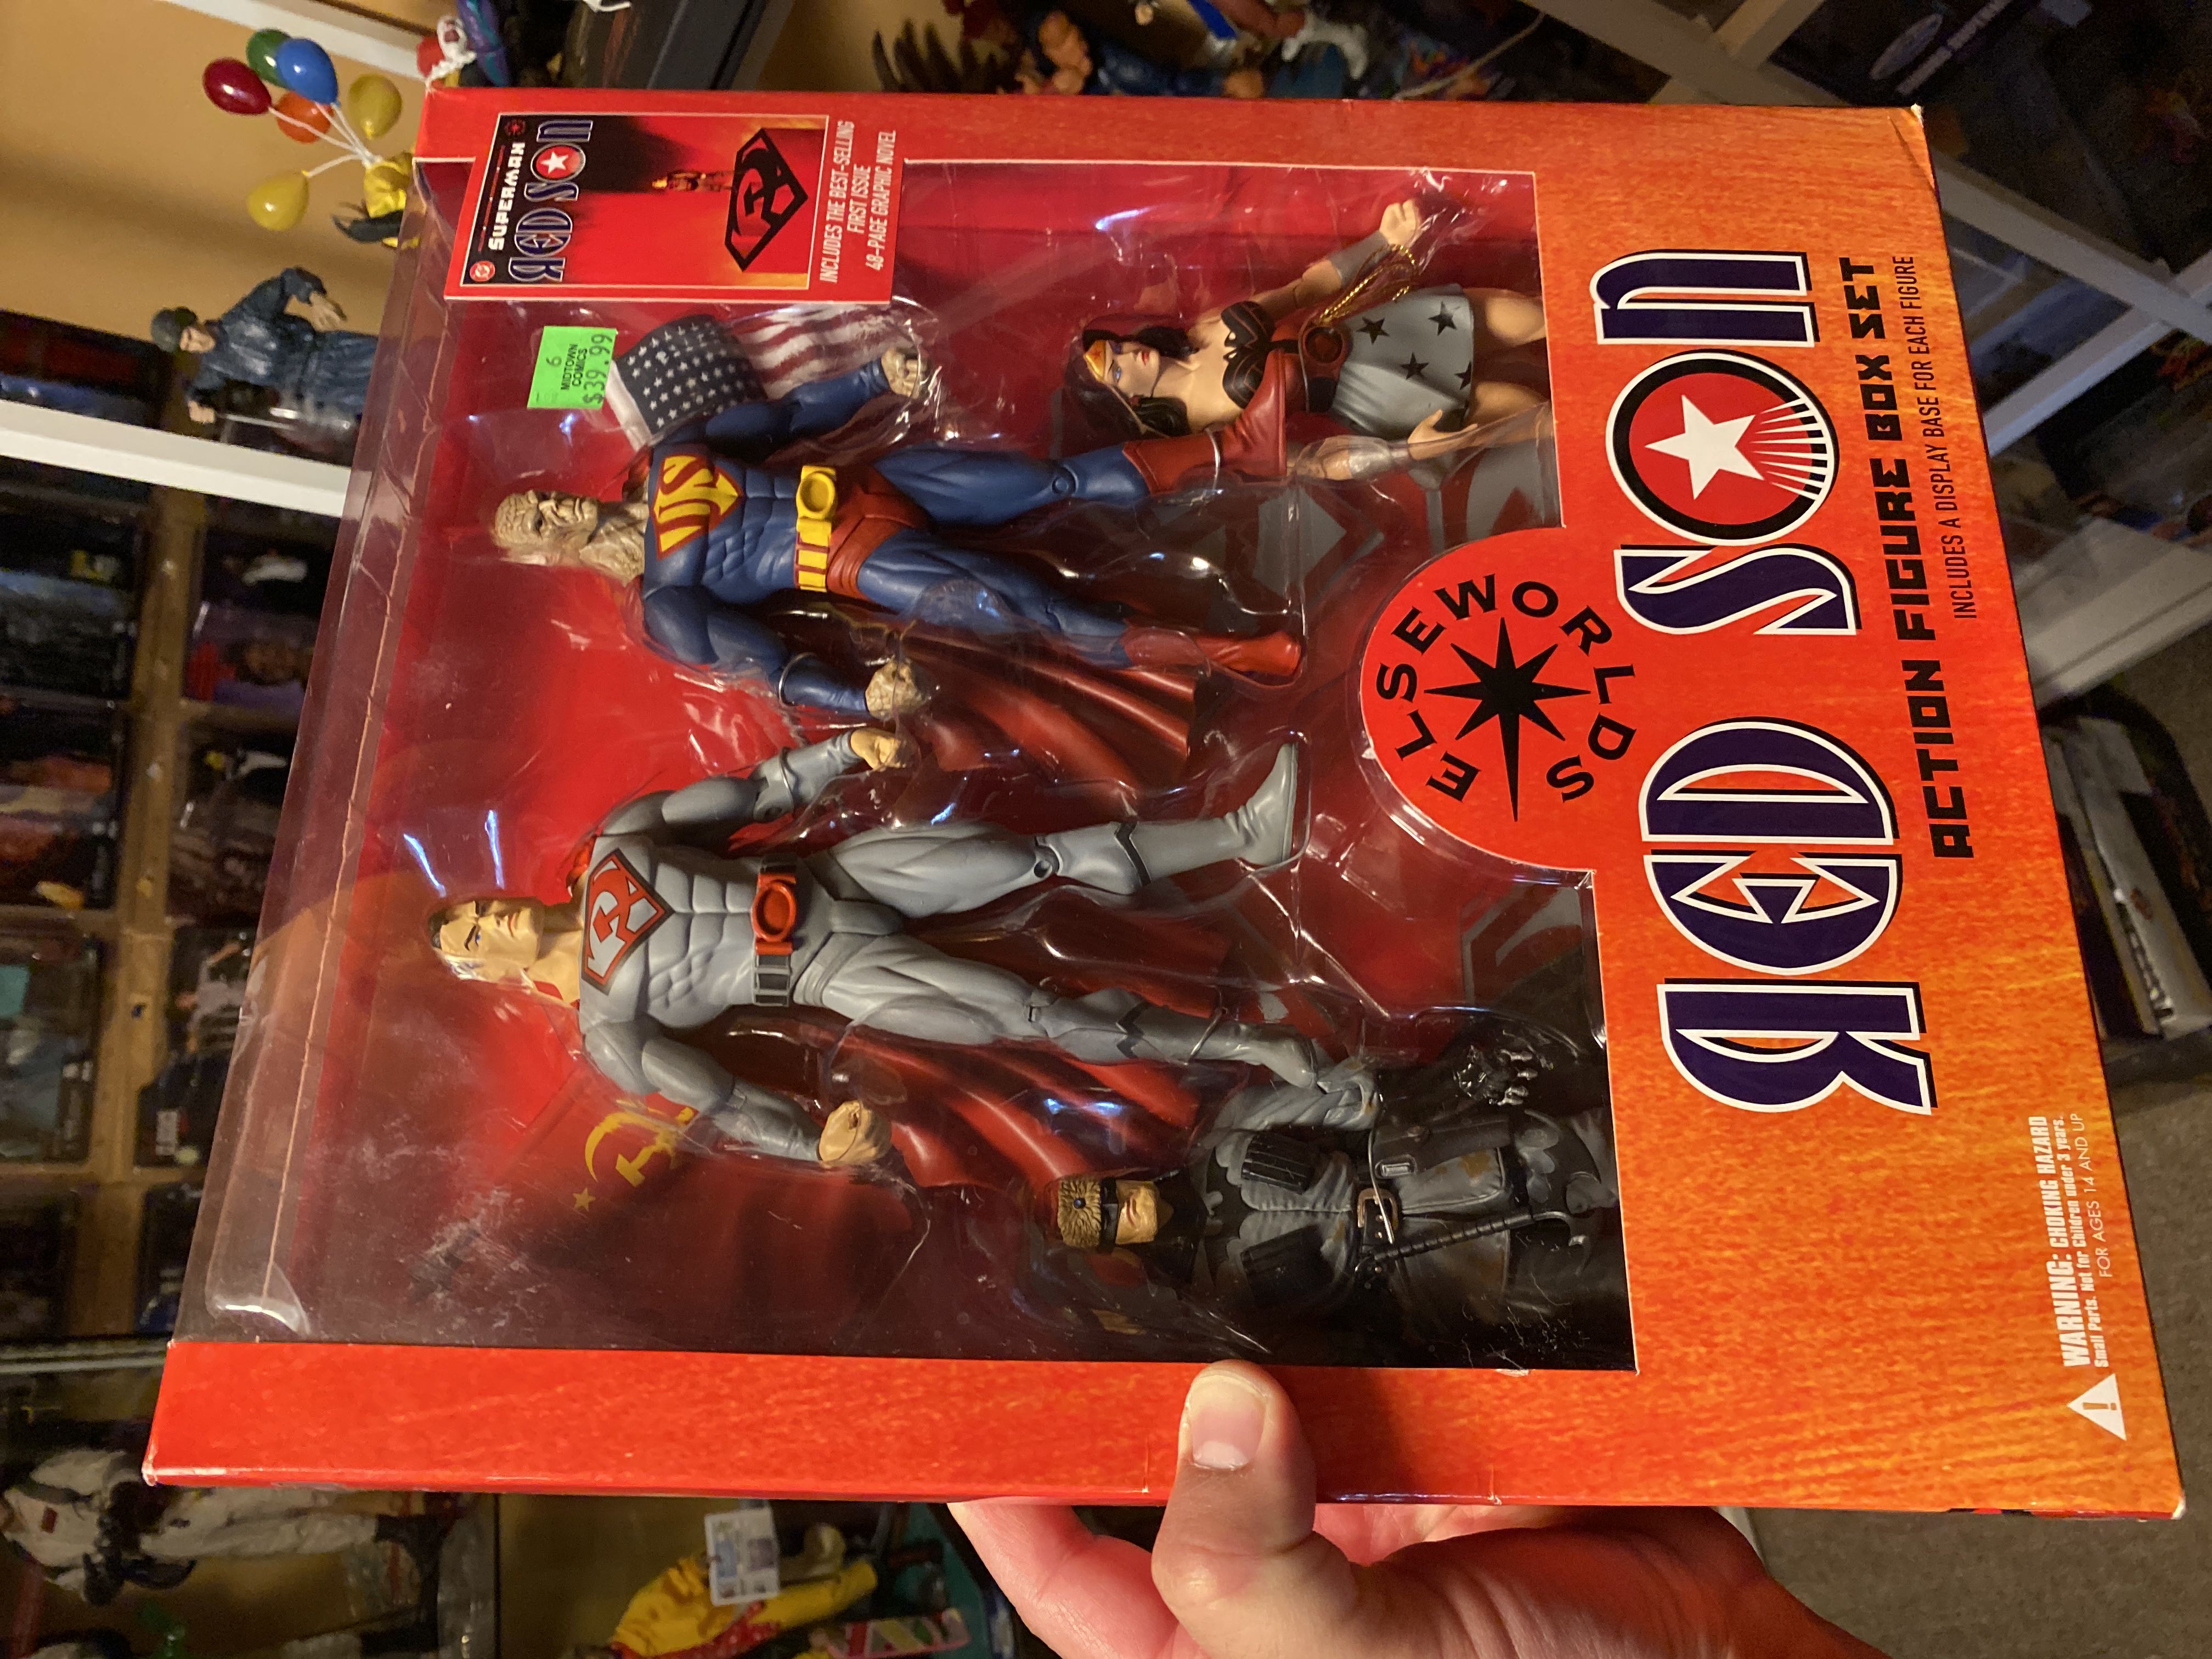 SUPERMAN
RED SON
INCLUDES THE BEST-SELLING
FIRST ISSUE
48-PAGE GRAPHIC NOVEL
6
MIDTOWN
COMICS
$39.99
US
ELSEWORLDS
RED SON
ACTION FIGURE BOX SET
INCLUDES A DISPLAY BASE FOR EACH FIGURE
WARNING: CHOKING HAZARD
Small Parts. Not for Children under 3 years.
FOR AGES 14 AND UP